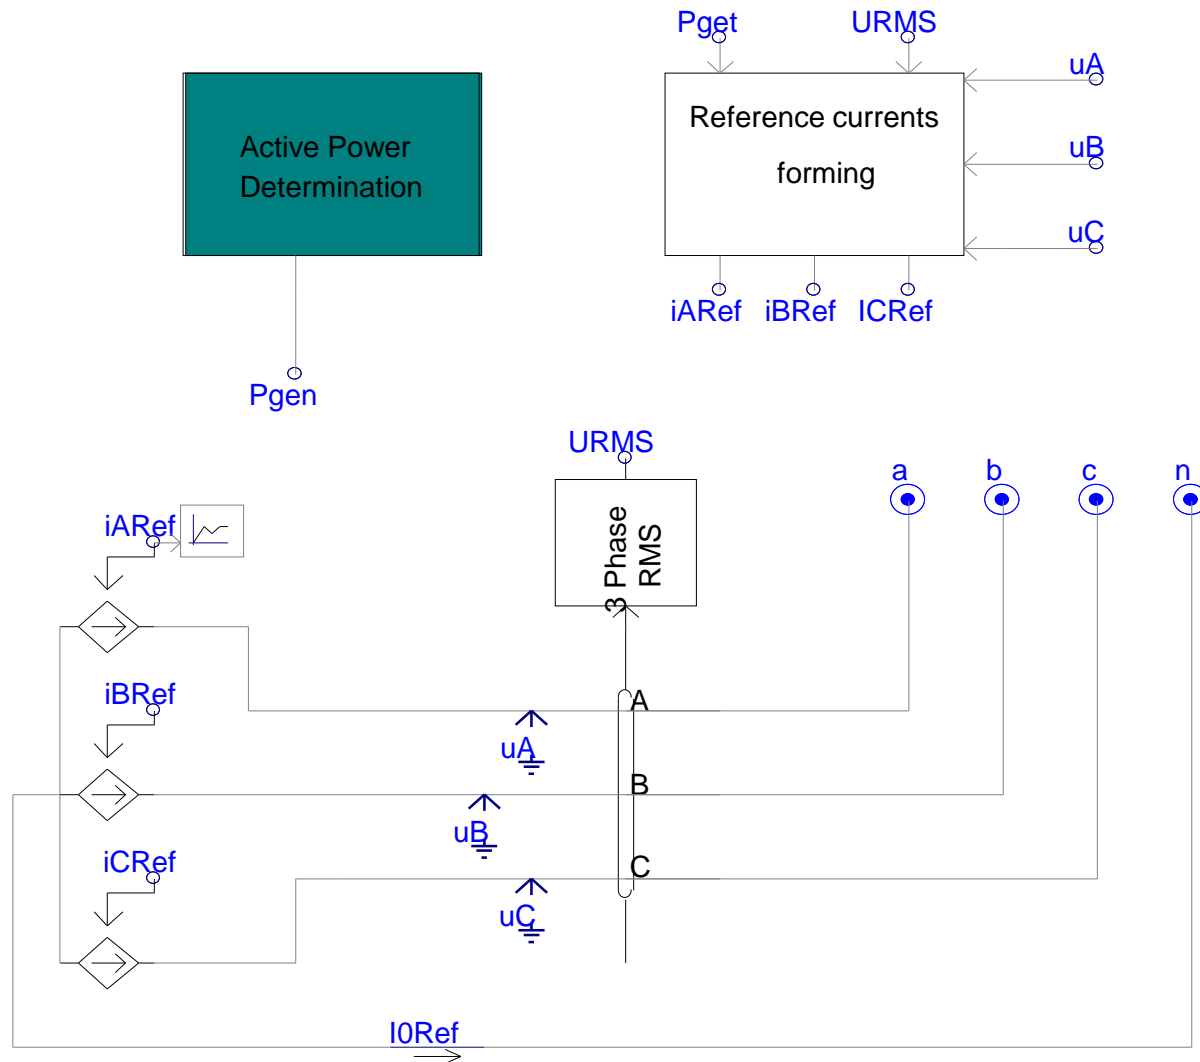 Pget
URMS
uA
Reference currents
forming
Active Power
Determination
uB
uC
iARef
iBRef
ICRef
Pgen
URMS
a
b
c
n
3 Phase
RMS
iARef
iBRef
A
uA
B
uB
iCRef
C
uC
I0Ref